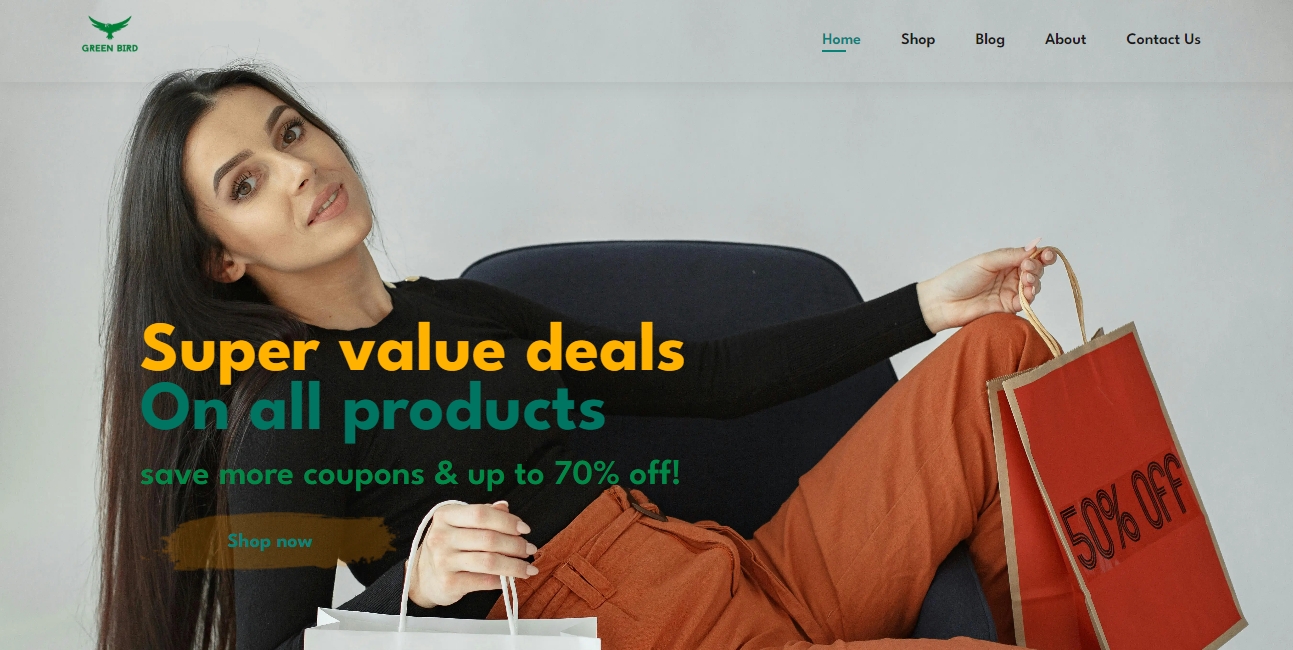 GREEN BIRD
Home
Shop
Blog
About
Contact Us
Super value deals
On all products
save more coupons & up to 70% off!
Shop now
50% OFF